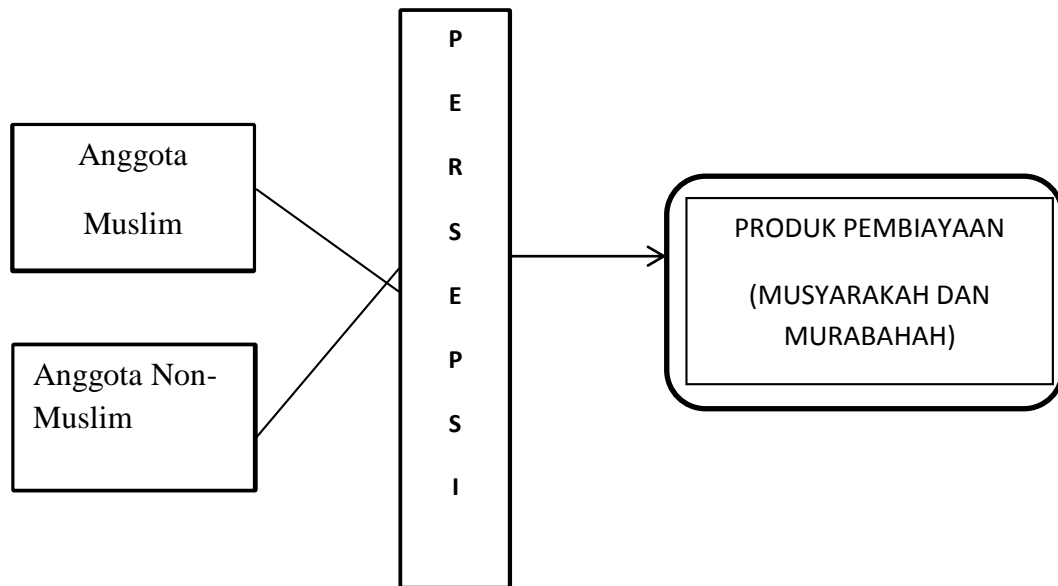 Anggota
Muslim
Anggota Non-
Muslim
P
E
R
S
E
P
S
I
PRODUK PEMBIAYAAN
(MUSYARAKAH DAN
MURABAHAH)